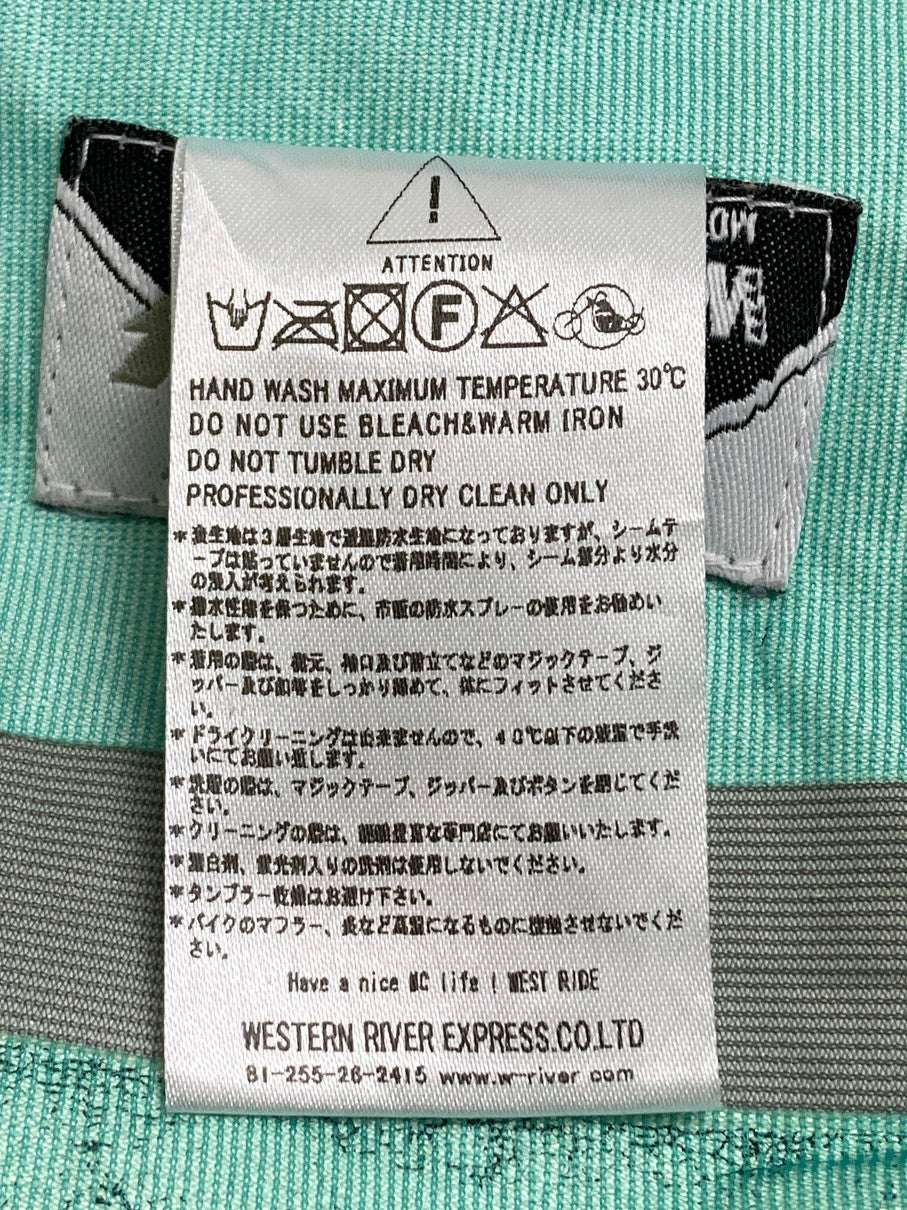 ATTENTION
F
HAND WASH MAXIMUM TEMPERATURE 30℃
DO NOT USE BLEACH&WARM IRON
DO NOT TUMBLE DRY
PROFESSIONALLY DRY CLEAN ONLY
*表生地は3層生地で透湿防水生地になっておりますが、シームテ
ープは貼っていませんので着用時間により、シーム部分より水分
の浸入が考えられます。
*撥水性能を保つために、市販の防水スプレーの使用をお勧めい
たします。
*着用の際は、襟元、袖口及び前立てなどのマジックテープ、ジ
ッパー及び釦等をしっかり締めて、体にフィットさせてくださ
い。
*ドライクリーニングは出来ませんので、40℃以下の液温で手洗
いにてお願い致します。
*洗濯の際は、マジックテープ、ジッパー及びボタンを閉じてくだ
さい。
*クリーニングの際は、経験豊富な専門店にてお願いいたします。
*漂白剤、蛍光剤入りの洗剤は使用しないでください。
*タンブラー乾燥はお避け下さい。
*バイクのマフラー、炎など高温になるものに接触させないでくだ
さい。
Have a nice MC life ! WEST RIDE
WESTERN RIVER EXPRESS.CO.LTD
81-255-26-2415 www.w-river com